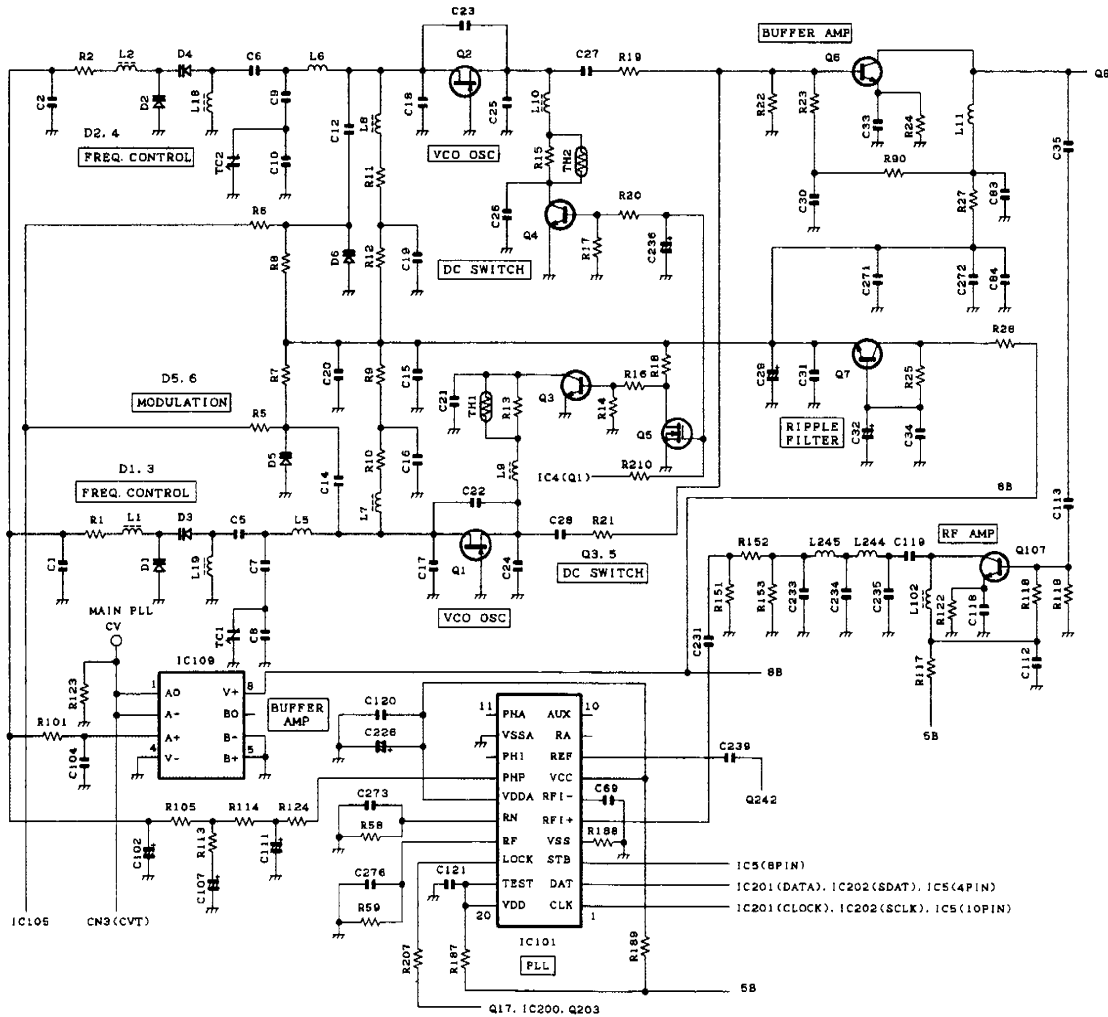 C23
BUFFER AMP
R2
L2
D4
C6
L6
Q2
C27
R19
Q6
Q8
C2
D2
L18
C9
C18
C25
L10
R22
R23
C33
R24
L11
C35
D2. 4
FREQ. CONTROL
TC2
C10
C12
L8
R11
VCO OSC
R15
TH2
R90
C26
Q4
R20
R17
C236
C30
R27
C83
R6
R8
D6
R12
C19
DC SWITCH
C271
C272
C84
R7
C20
R9
C15
C21
TH1
R13
Q3
R14
R16
R18
Q5
C29
C31
Q7
R25
R28
D5. 6
MODULATION
R5
D5
C14
R10
C16
L7
L9
IC4(Q1)
R210
RIPPLE
FILTER
C32
C34
8B
C113
D1. 3
FREQ. CONTROL
R1
L1
D3
C5
L5
C22
C28
R21
Q3. 5
DC SWITCH
C1
D1
L19
C7
C17
Q1
C24
VCO OSC
R152
L245
L244
C119
RF AMP
Q107
R151
R153
C233
C234
C235
L102
R122
C118
R118
R119
C231
R117
C112
5B
MAIN PLL
CV
TC1
C8
IC109
R123
1
AO
V+
8
A-
BO
A+
B-
4
V-
B+
5
BUFFER
AMP
8B
R101
C104
C120
C226
11
PHA
AUX
10
VSSA
RA
PHI
REF
C239
PHP
VCC
Q242
VDDA
RFI-
C69
RN
RFI+
RF
VSS
R188
LOCK
STB
IC5(8PIN)
TEST
DAT
IC201(DATA). IC202(SDAT). IC5(4PIN)
20
VDD
CLK
1
IC201(CLOCK). IC202(SCLK). IC5(10PIN)
C273
R58
C276
R59
C121
R105
R114
R124
C102
R113
C107
C111
IC105
CN3(CVT)
R207
R187
IC101
PLL
R189
5B
Q17. IC200. Q203